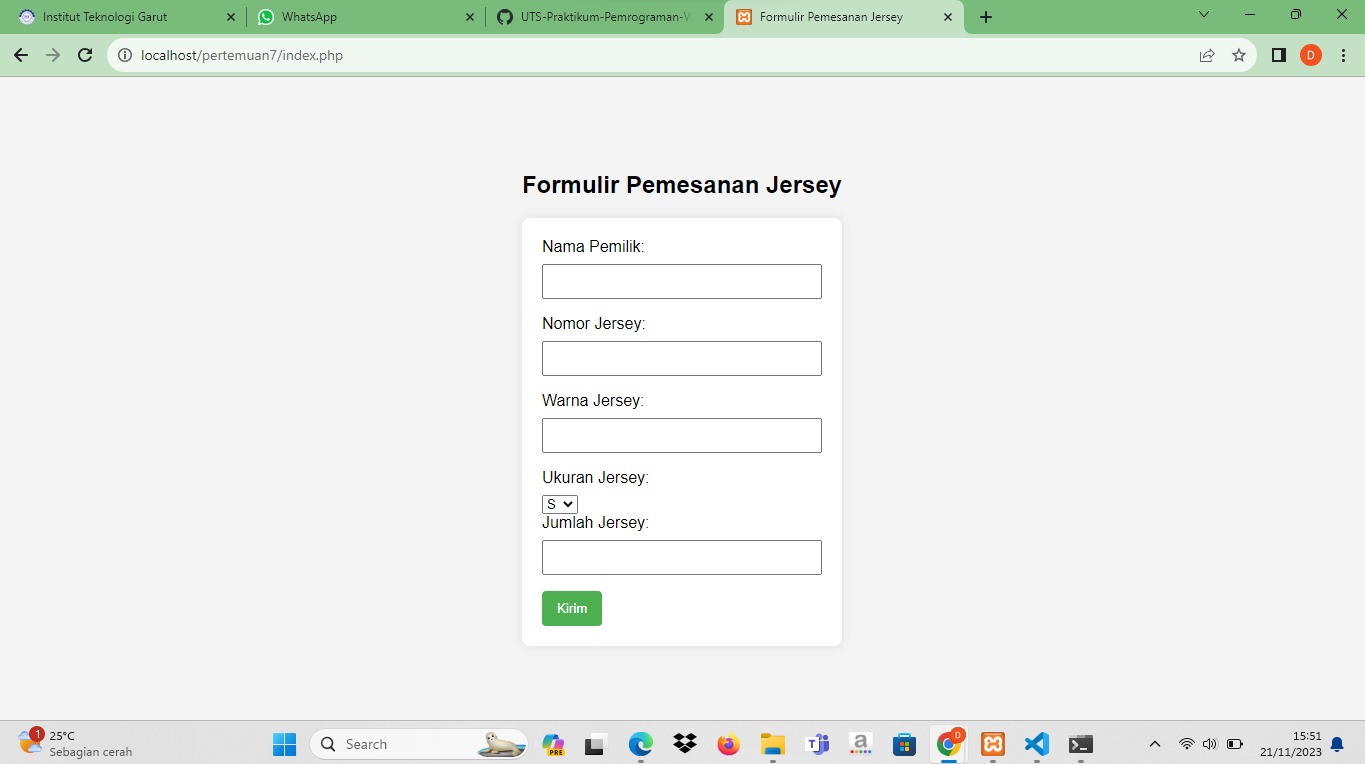 Institut Teknologi Garut
WhatsApp
UTS-Praktikum-Pemrograman-W
Formulir Pemesanan Jersey
localhost/pertemuan7/index.php
D
Formulir Pemesanan Jersey
Nama Pemilik:
Nomor Jersey:
Warna Jersey:
Ukuran Jersey:
S
Jumlah Jersey:
Kirim
1
25°C
Sebagian cerah
Search
PRE
T
a
D
15:51
21/11/2023